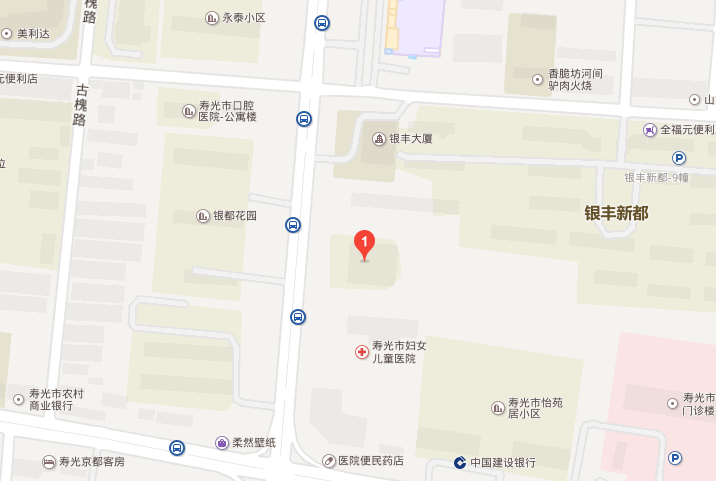 永泰小区
古槐路
美利达
元便利店
香脆坊河间
驴肉火烧
山
古槐路
寿光市口腔
医院-公寓楼
银丰大厦
全福元便利
P
位
银丰新都-9幢
银都花园
银丰新都
1
寿光市妇女
儿童医院
寿光市农村
商业银行
寿光市怡苑
居小区
寿光市
门诊楼
柔然壁纸
寿光京都客房
医院便民药店
中国建设银行
P